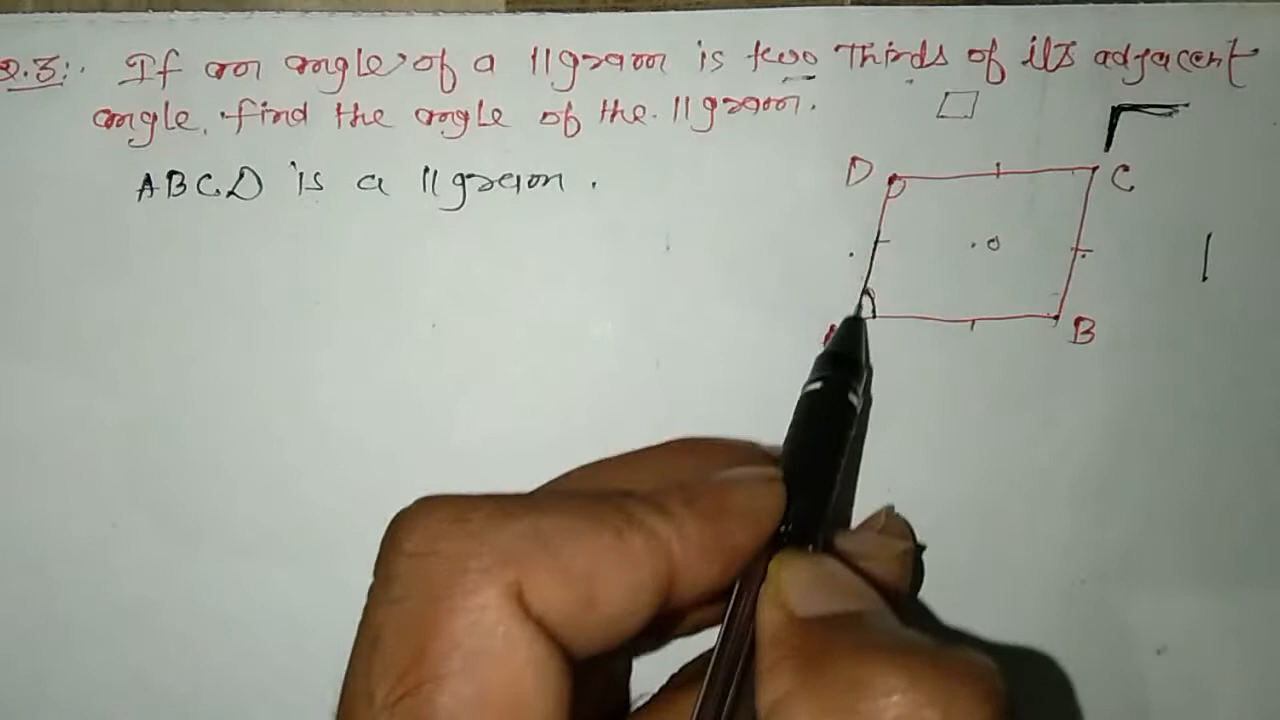 Q.3:. If an angle of a ||gram is two Thirds of its adjacent
angle. find the angle of the ||gram.
ABCD is a ||gram.
D
C
B